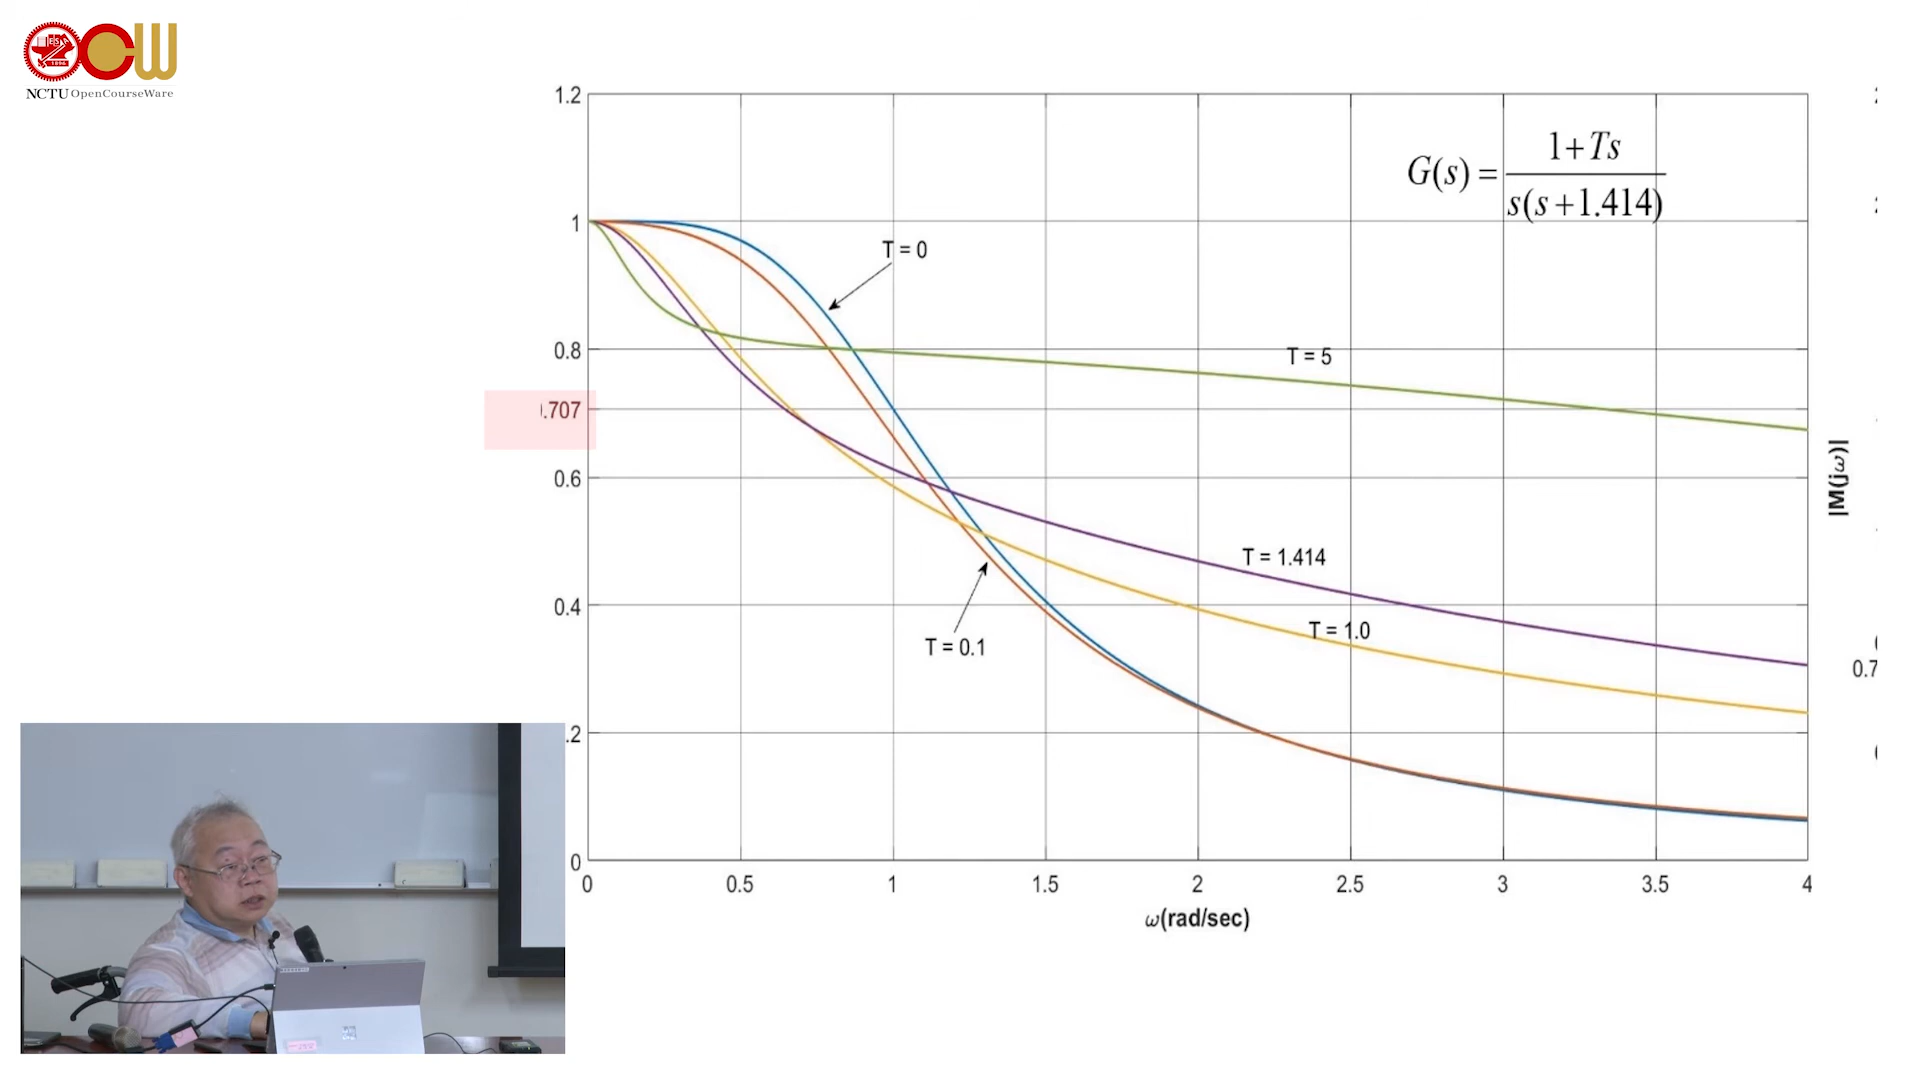 NCTU OpenCourseWare
G(s) = 1+Ts / s(s+1.414)
T = 0
T = 5
T = 1.414
T = 1.0
T = 0.1
1.2
1
0.8
.707
0.6
0.4
.2
0
0 0.5 1 1.5 2 2.5 3 3.5 4
ω(rad/sec)
|M(jω)|
0.7